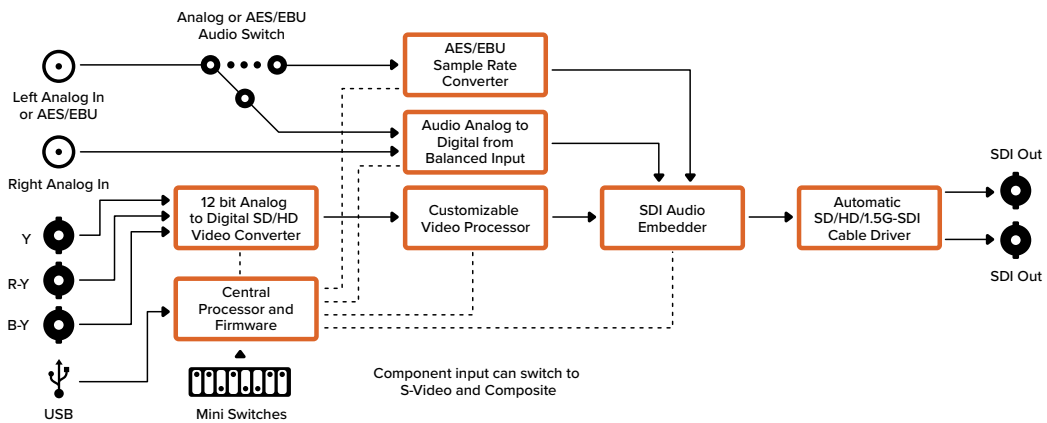 Analog or AES/EBU
Audio Switch
Left Analog In
or AES/EBU
Right Analog In
AES/EBU
Sample Rate
Converter
Audio Analog to
Digital from
Balanced Input
Y
R-Y
B-Y
USB
12 bit Analog
to Digital SD/HD
Video Converter
Customizable
Video Processor
SDI Audio
Embedder
Automatic
SD/HD/1.5G-SDI
Cable Driver
SDI Out
SDI Out
Central
Processor and
Firmware
Mini Switches
Component input can switch to
S-Video and Composite